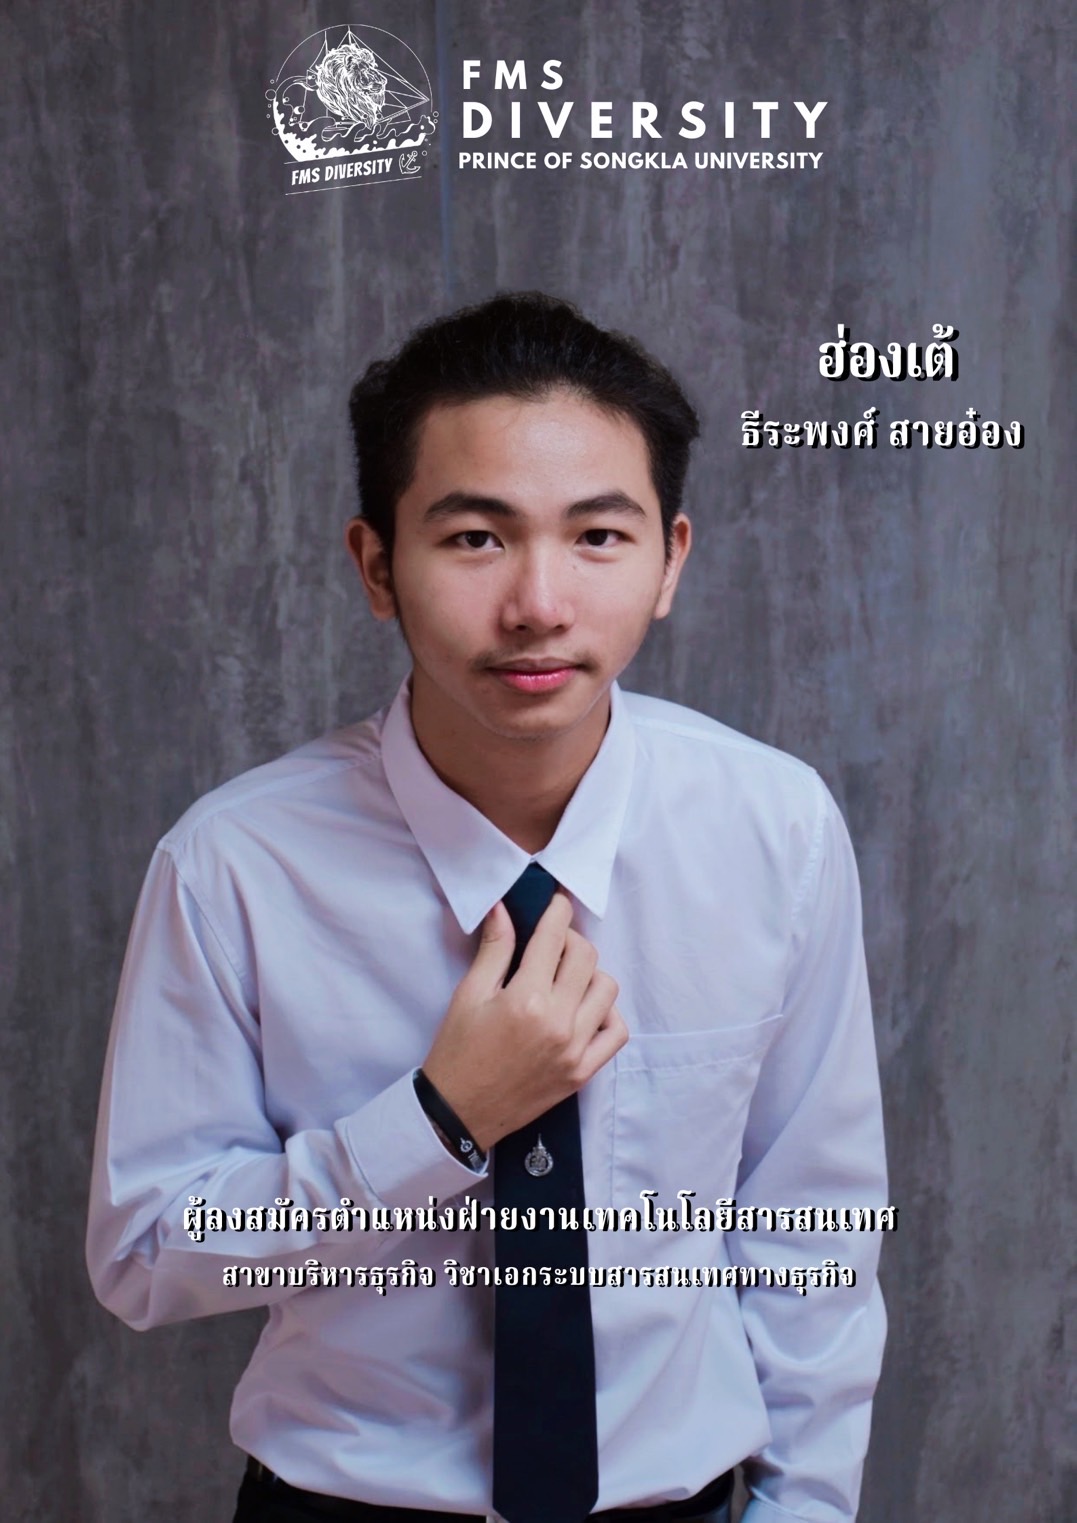 FMS DIVERSITY
FMS
DIVERSITY
PRINCE OF SONGKLA UNIVERSITY
ฮ่องเต้
ธีระพงศ์ สายอ๋อง
ผู้ลงสมัครตำแหน่งฝ่ายงานเทคโนโลยีสารสนเทศ
สาขาบริหารธุรกิจ วิชาเอกระบบสารสนเทศทางธุรกิจ